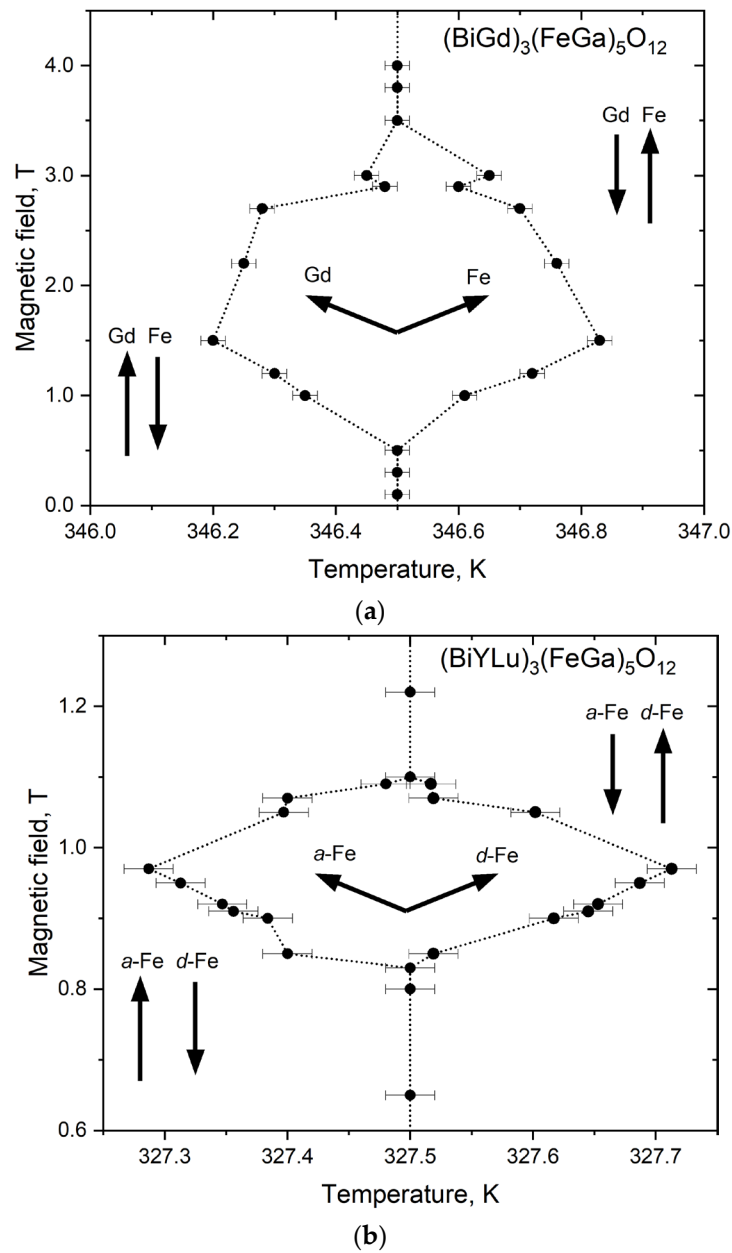 (BiGd)₃(FeGa)₅O₁₂
4.0
Gd Fe
3.0
Magnetic field, T
Gd Fe
2.0
Gd Fe
1.0
0.0
346.0 346.2 346.4 346.6 346.8 347.0
Temperature, K
(a)
(BiYLu)₃(FeGa)₅O₁₂
1.2
a-Fe d-Fe
Magnetic field, T
1.0
a-Fe d-Fe
a-Fe d-Fe
0.8
0.6
327.3 327.4 327.5 327.6 327.7
Temperature, K
(b)